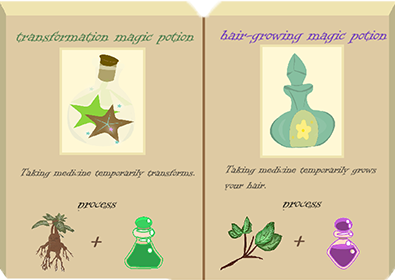 transformation magic potion
Taking medicine temporarily transforms.
process
+
hair-growing magic potion
Taking medicine temporarily grows
your hair.
process
+